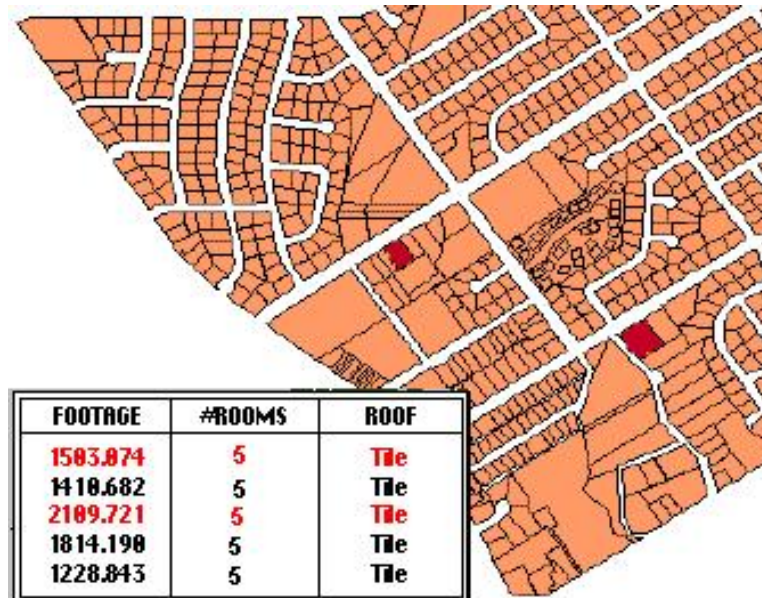 FOOTAGE #ROOMS ROOF
1503.074 5 Tile
1410.682 5 Tile
2109.721 5 Tile
1814.190 5 Tile
1228.843 5 Tile